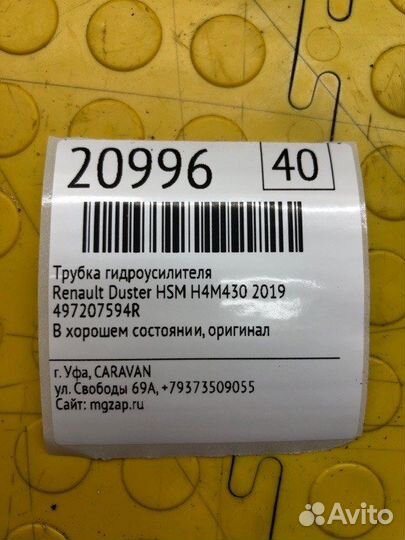 20996
40
Трубка гидроусилителя
Renault Duster HSM H4M430 2019
497207594R
В хорошем состоянии, оригинал
г. Уфа, CARAVAN
ул. Свободы 69А, +79373509055
Сайт: mgzap.ru
Avito